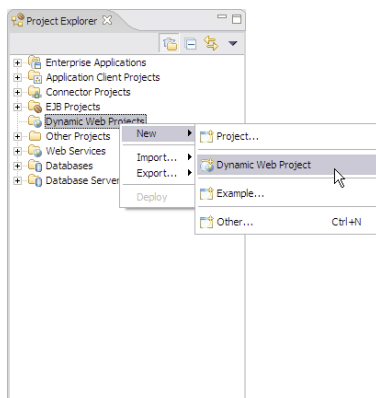 Project Explorer
Enterprise Applications
Application Client Projects
Connector Projects
EJB Projects
Dynamic Web Projects
Other Projects
Web Services
Databases
Database Server
New
Import...
Export...
Deploy
Project...
Dynamic Web Project
Example...
Other... Ctrl+N